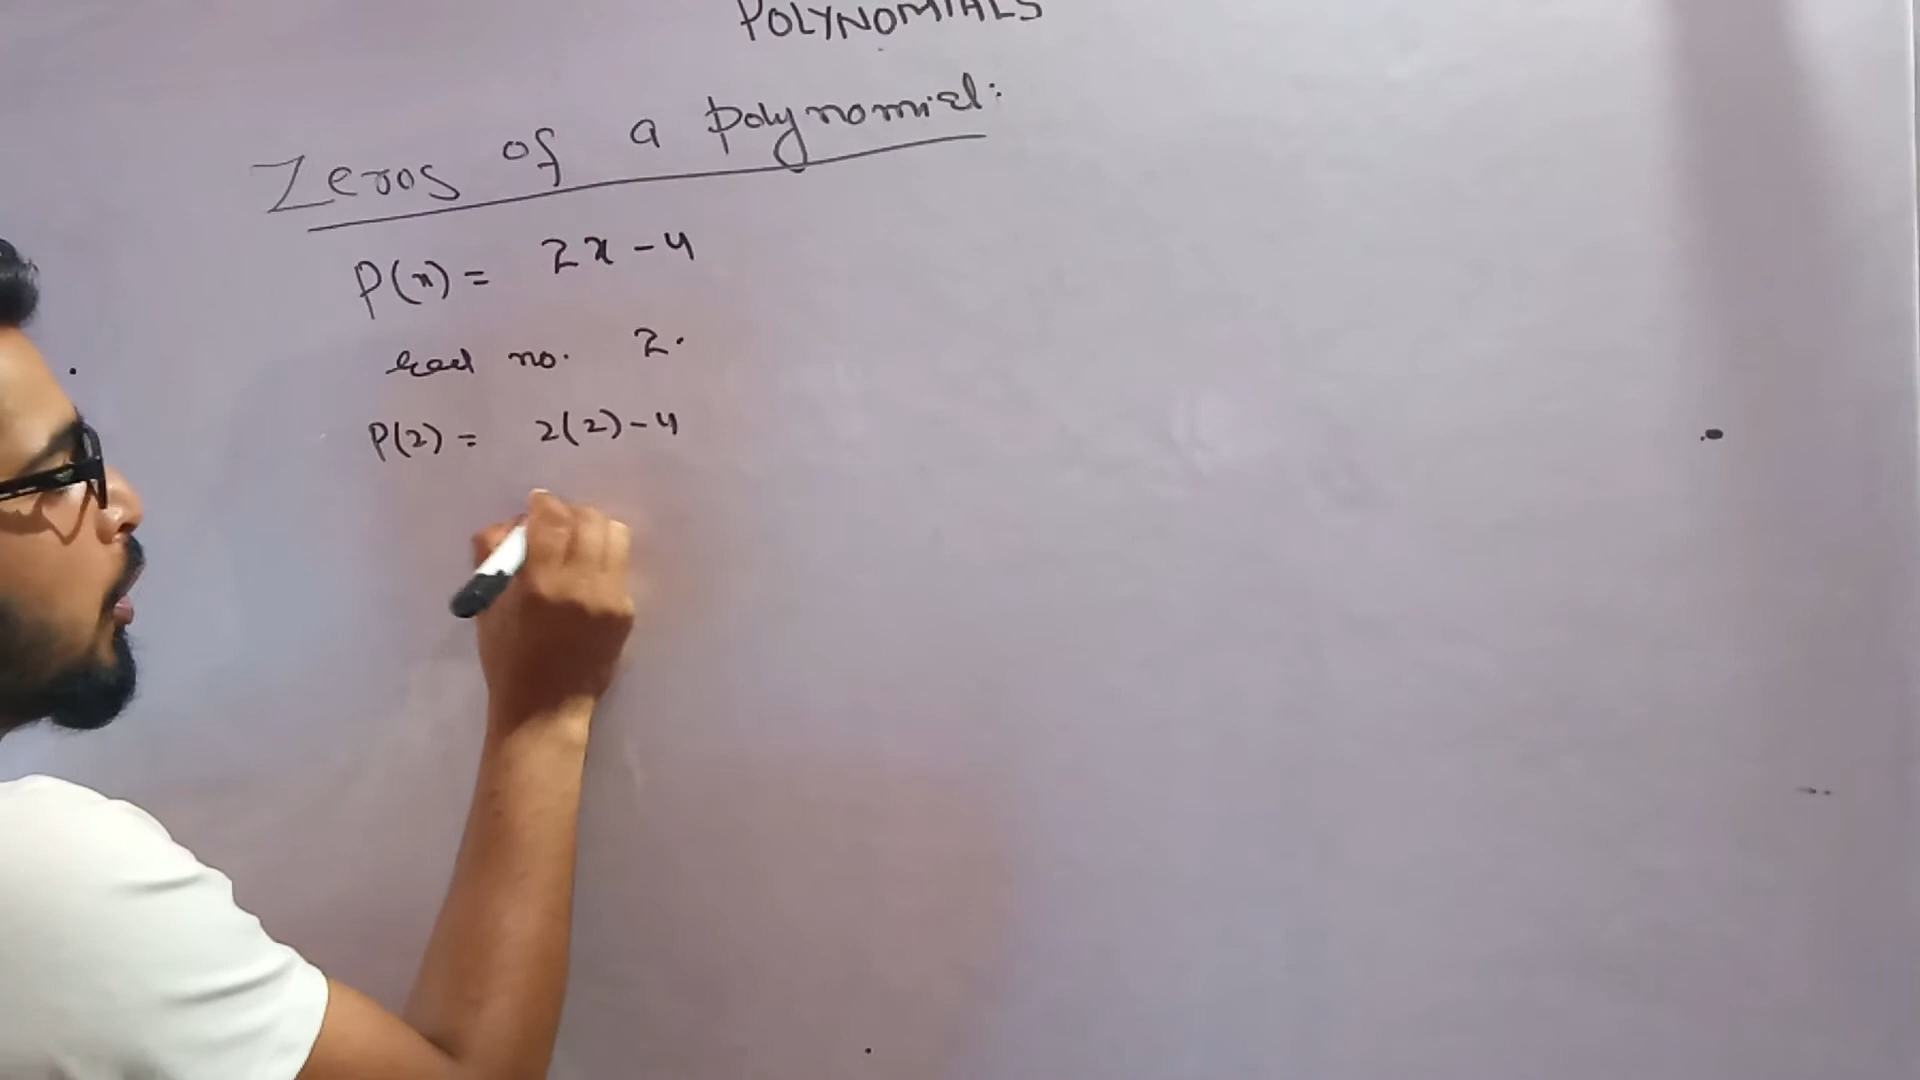 POLYNOMIALS
Zeros of a polynomial:
P(x) = 2x - 4
real no. 2.
P(2) = 2(2) - 4